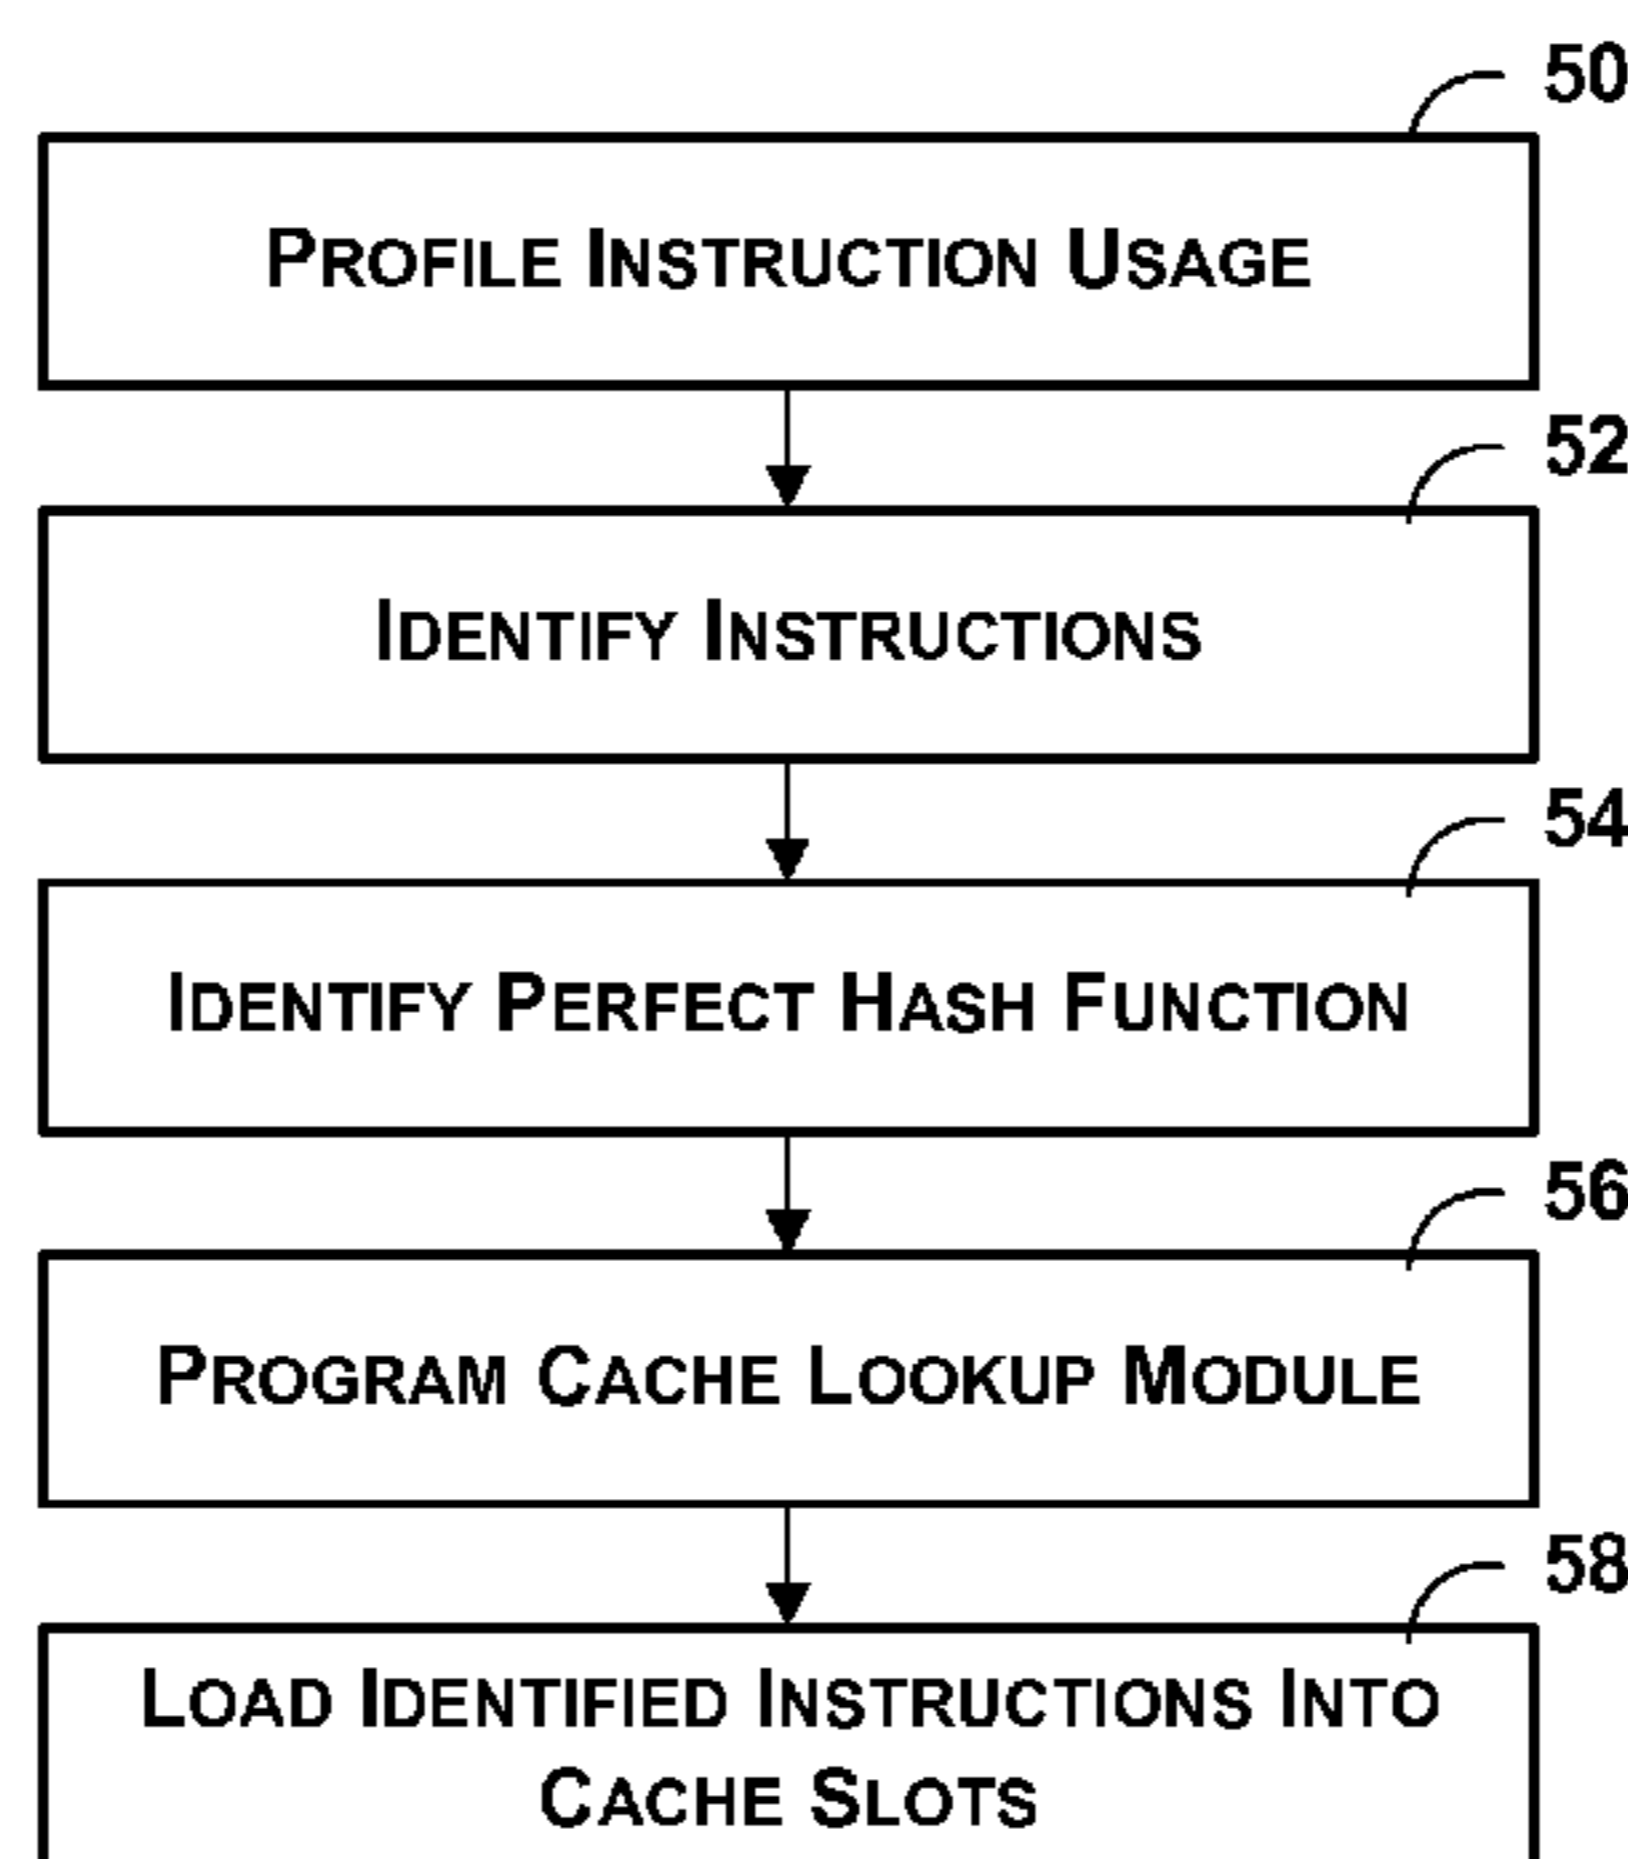 50
PROFILE INSTRUCTION USAGE
52
IDENTIFY INSTRUCTIONS
54
IDENTIFY PERFECT HASH FUNCTION
56
PROGRAM CACHE LOOKUP MODULE
58
LOAD IDENTIFIED INSTRUCTIONS INTO
CACHE SLOTS